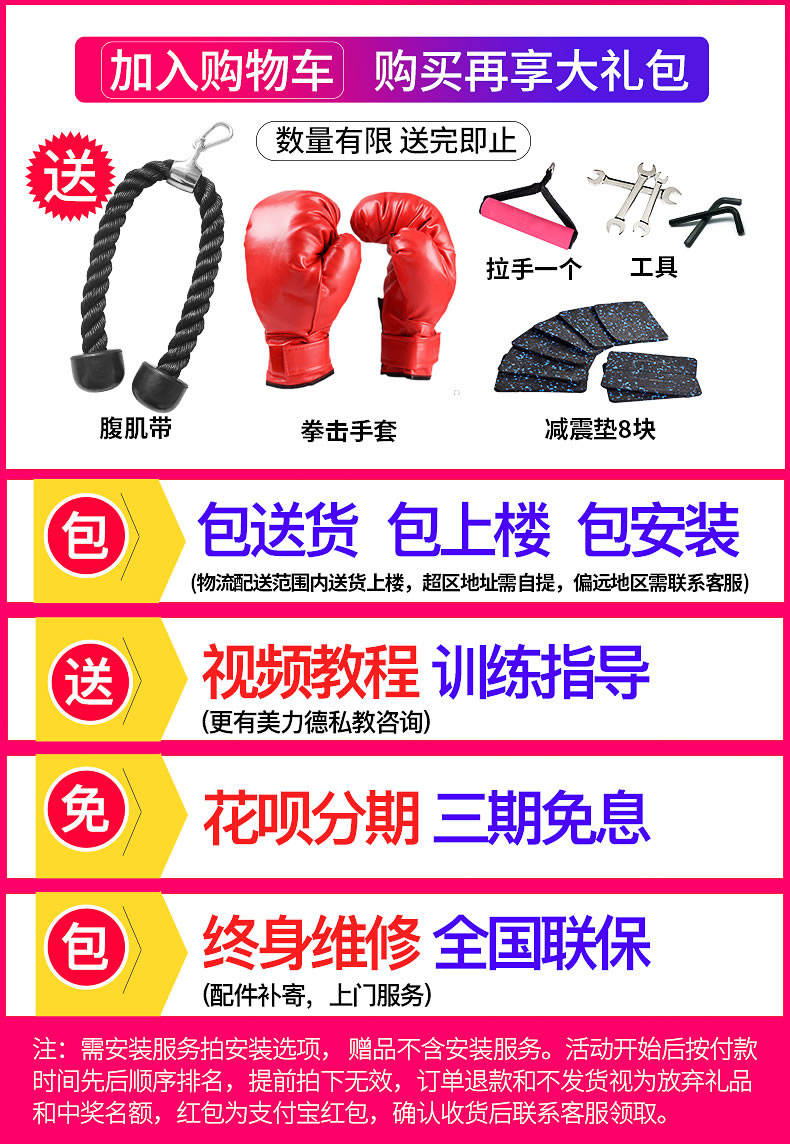 加入购物车 购买再享大礼包
数量有限 送完即止
送
拉手一个
工具
腹肌带
拳击手套
减震垫8块
包
包送货 包上楼 包安装
(物流配送范围内送货上楼，超区地址需自提，偏远地区需联系客服)
送
视频教程 训练指导
(更有美力德私教咨询)
免
花呗分期 三期免息
包
终身维修 全国联保
(配件补寄，上门服务)
注：需安装服务拍安装选项，赠品不含安装服务。活动开始后按付款
时间先后顺序排名，提前拍下无效，订单退款和不发货视为放弃礼品
和中奖名额，红包为支付宝红包，确认收货后联系客服领取。